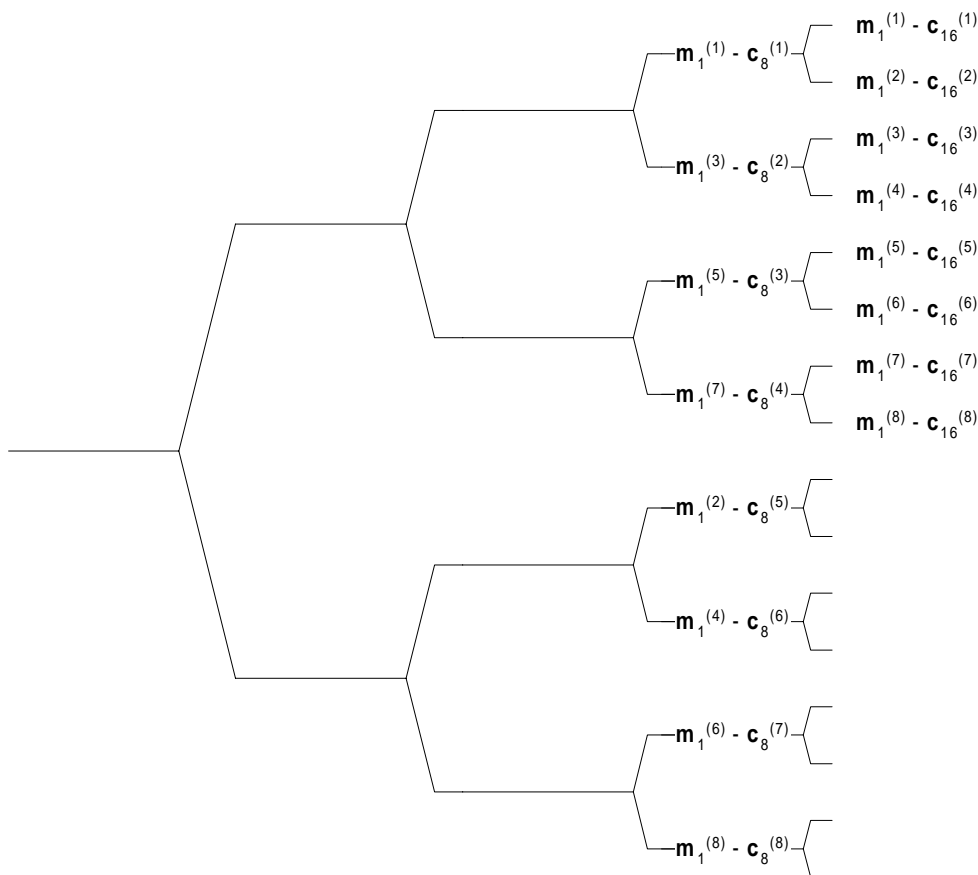 m₁⁽¹⁾ - c₁₆⁽¹⁾
m₁⁽¹⁾ - c₈⁽¹⁾
m₁⁽²⁾ - c₁₆⁽²⁾
m₁⁽³⁾ - c₁₆⁽³⁾
m₁⁽³⁾ - c₈⁽²⁾
m₁⁽⁴⁾ - c₁₆⁽⁴⁾
m₁⁽⁵⁾ - c₁₆⁽⁵⁾
m₁⁽⁵⁾ - c₈⁽³⁾
m₁⁽⁶⁾ - c₁₆⁽⁶⁾
m₁⁽⁷⁾ - c₁₆⁽⁷⁾
m₁⁽⁷⁾ - c₈⁽⁴⁾
m₁⁽⁸⁾ - c₁₆⁽⁸⁾
m₁⁽²⁾ - c₈⁽⁵⁾
m₁⁽⁴⁾ - c₈⁽⁶⁾
m₁⁽⁶⁾ - c₈⁽⁷⁾
m₁⁽⁸⁾ - c₈⁽⁸⁾